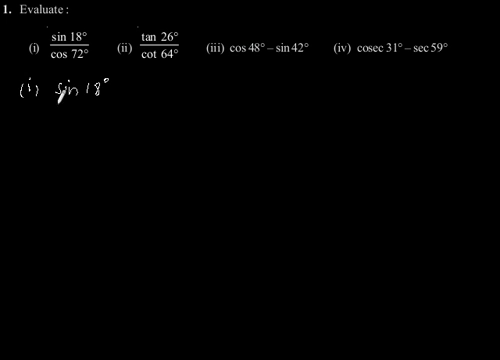 1. Evaluate :
(i) sin 18° / cos 72° (ii) tan 26° / cot 64° (iii) cos 48° – sin 42° (iv) cosec 31° – sec 59°
(i) sin 18°